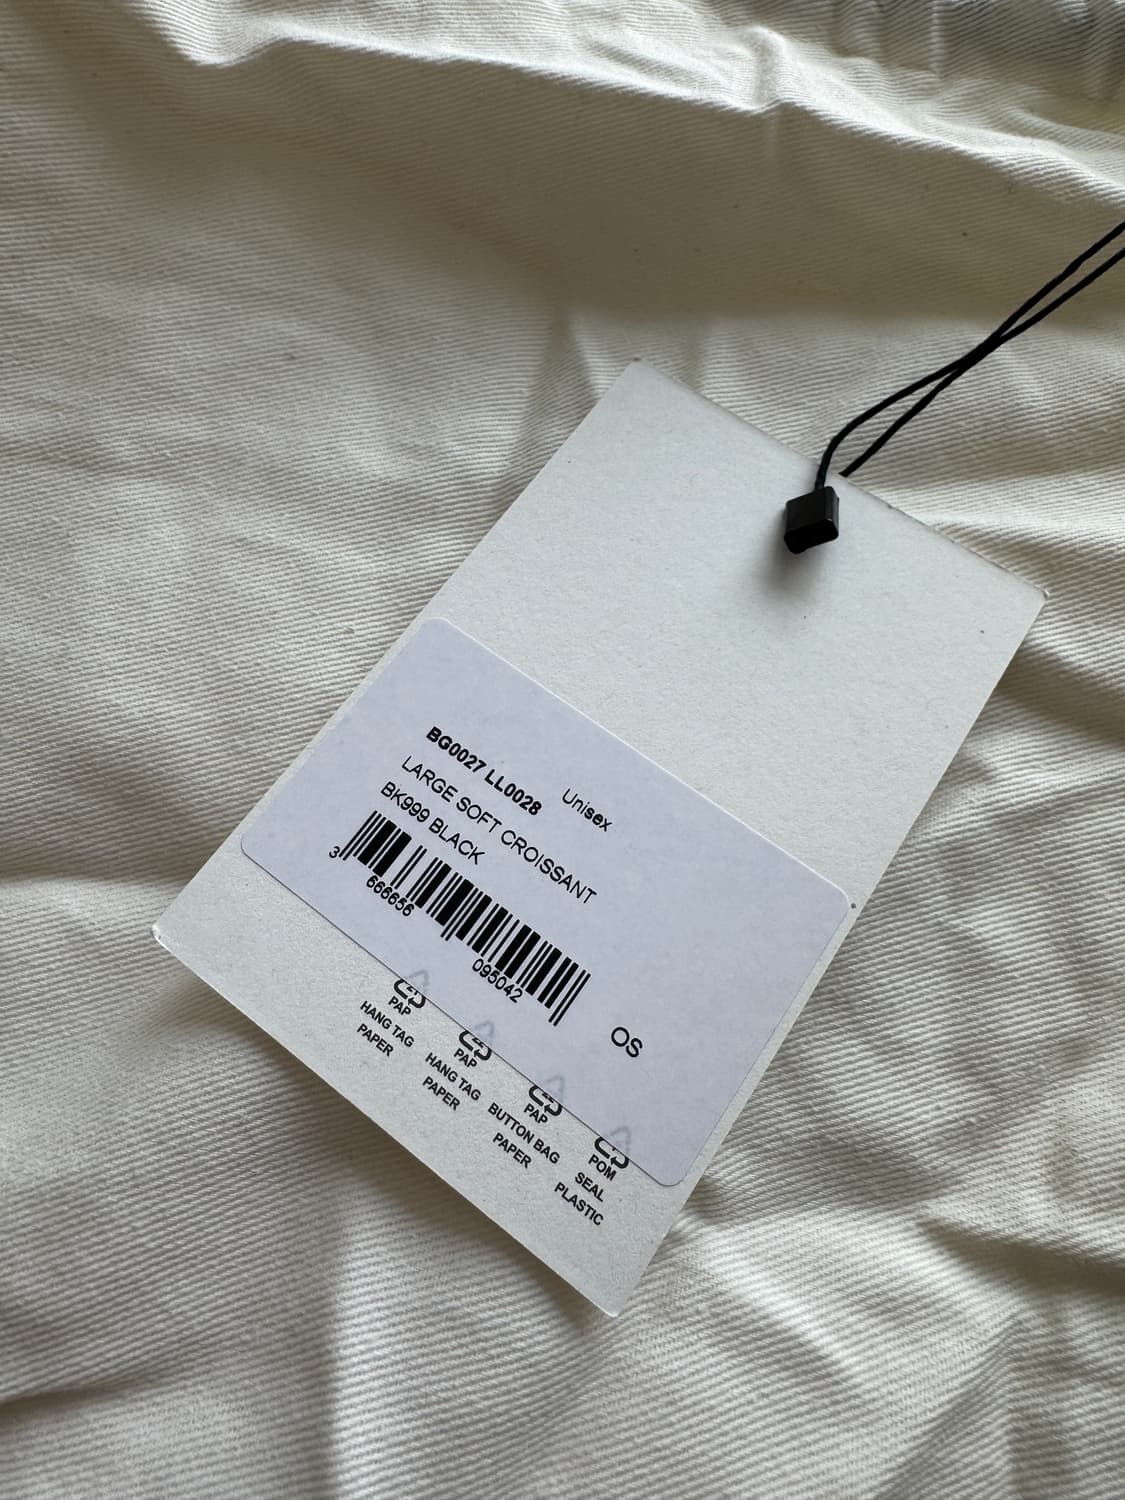 BG0027 LL0028 Unisex
LARGE SOFT CROISSANT
BK999 BLACK
3 666656 095042
OS
PAP
HANG TAG
PAPER
PAP
HANG TAG
PAPER
PAP
BUTTON BAG
PAPER
POM
SEAL
PLASTIC